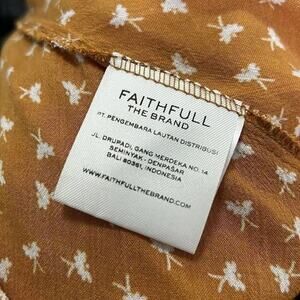 FAITHFULL
THE BRAND
PT. PENGEMBARA LAUTAN DISTRIBUSI
JL. DRUPADI, GANG MERDEKA NO. 14
SEMINYAK - DENPASAR
BALI 80361, INDONESIA
WWW.FAITHFULLTHEBRAND.COM